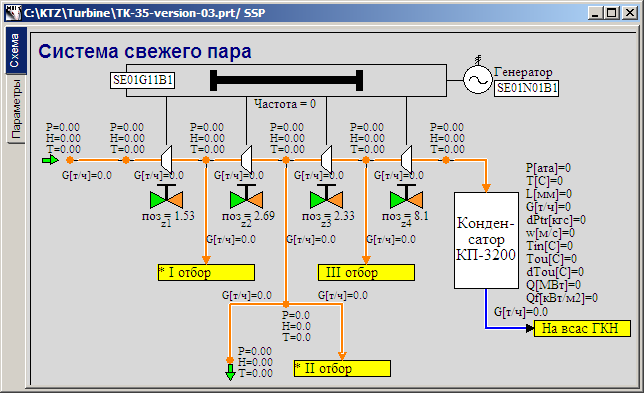 C:\KTZ\Turbine\TK-35-version-03.prt/ SSP
Схема
Параметры
Система свежего пара
SE01G11B1
Генератор
SE01N01B1
Частота = 0
P=0.00
H=0.00
T=0.00
P=0.00
H=0.00
T=0.00
P=0.00
H=0.00
T=0.00
P=0.00
H=0.00
T=0.00
P=0.00
H=0.00
T=0.00
P=0.00
H=0.00
T=0.00
G[т/ч]=0.0
G[т/ч]=0.0
G[т/ч]=0.0
G[т/ч]=0.0
G[т/ч]=0.0
поз = 1.53
z1
поз = 2.69
z2
поз = 2.33
z3
поз = 8.1
z4
G[т/ч]=0.0
G[т/ч]=0.0
G[т/ч]=0.0
* I отбор
III отбор
G[т/ч]=0.0
G[т/ч]=0.0
P=0.0
H=0.0
T=0.0
P=0.00
H=0.00
T=0.00
* II отбор
Конден-
сатор
КП-3200
P[ата]=0
T[C]=0
L[мм]=0
G[т/ч]=0
dPtr[кгс]=0
w[м/с]=0
Tin[C]=0
Tou[C]=0
dTou[C]=0
Q[МВт]=0
Qf[кВт/м2]=0
G[т/ч]=0.0
На всас ГКН